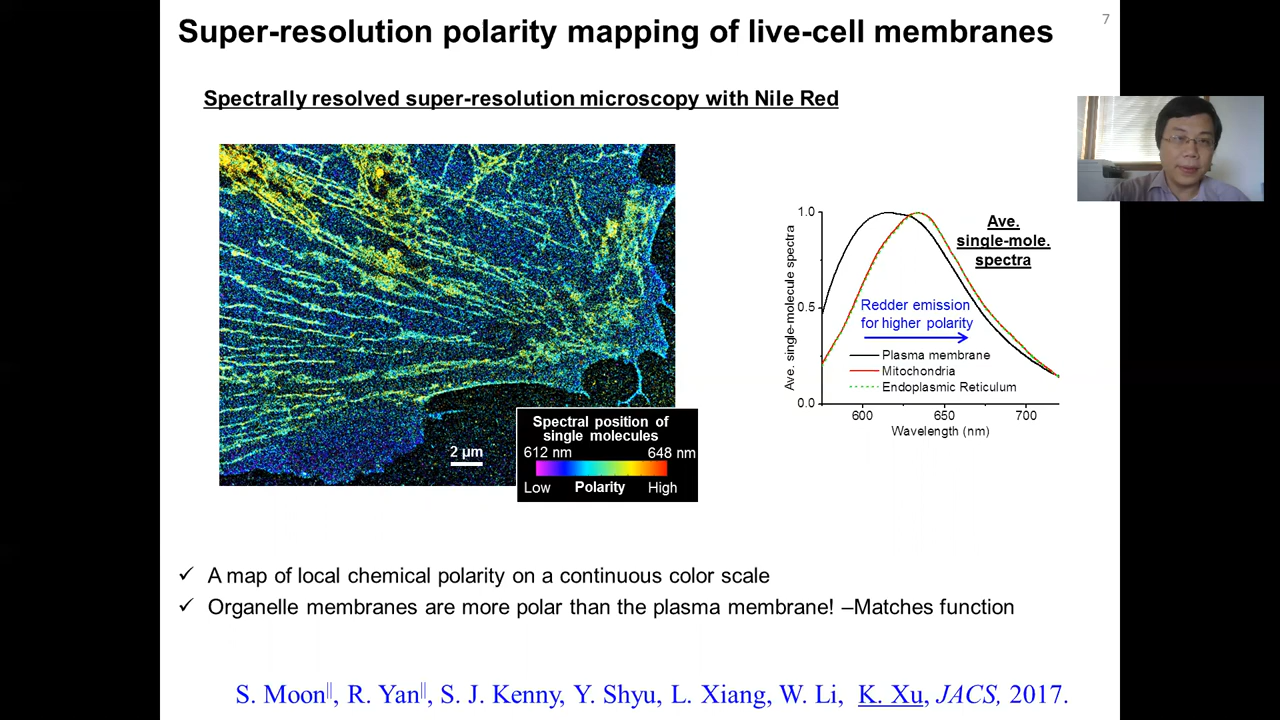 Super-resolution polarity mapping of live-cell membranes
7
Spectrally resolved super-resolution microscopy with Nile Red
2 µm
Spectral position of
single molecules
612 nm 648 nm
Low Polarity High
Ave. single-molecule spectra
1.0
0.5
0.0
Ave.
single-mole.
spectra
Redder emission
for higher polarity
Plasma membrane
Mitochondria
Endoplasmic Reticulum
600 650 700
Wavelength (nm)
✓ A map of local chemical polarity on a continuous color scale
✓ Organelle membranes are more polar than the plasma membrane! –Matches function
S. Moon||, R. Yan||, S. J. Kenny, Y. Shyu, L. Xiang, W. Li, K. Xu, JACS, 2017.